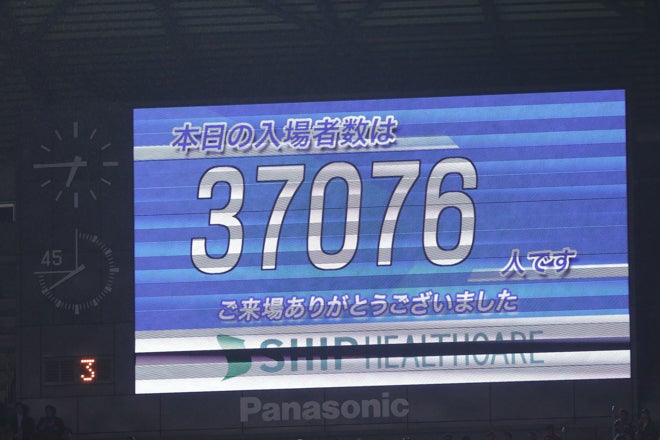 本日の入場者数は
37076
人です
ご来場ありがとうございました
SHIP HEALTHCARE
45
3
Panasonic